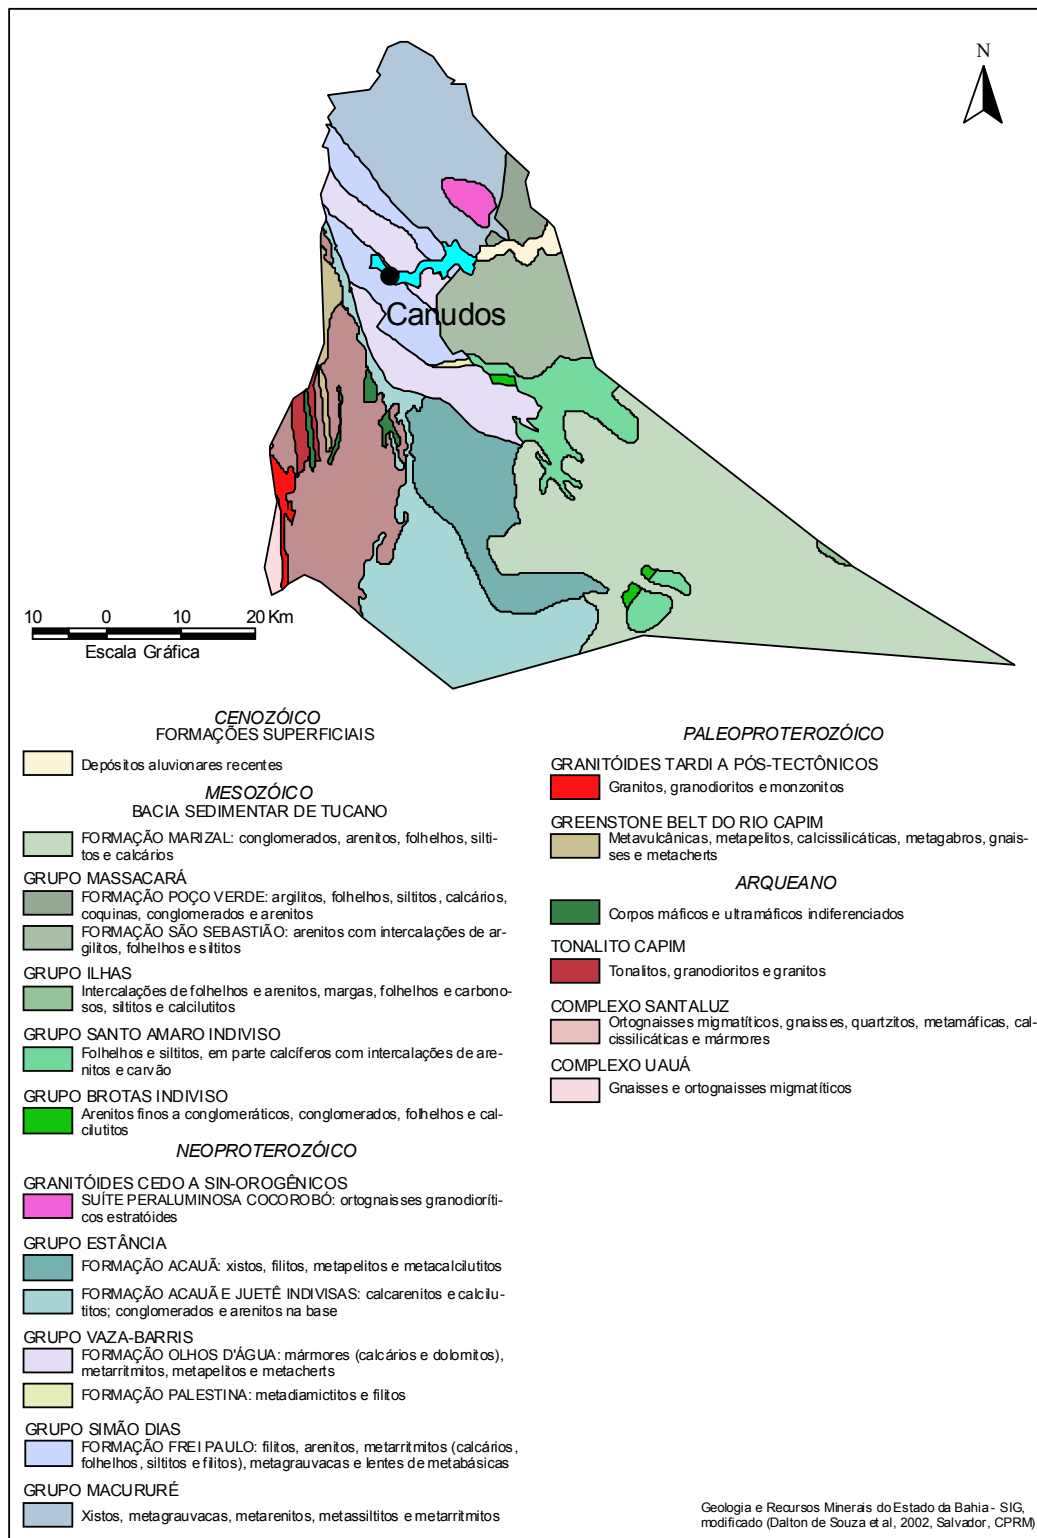 N
Canudos
10 0 10 20 Km
Escala Gráfica
CENOZÓICO
FORMAÇÕES SUPERFICIAIS
Depósitos aluvionares recentes
MESOZÓICO
BACIA SEDIMENTAR DE TUCANO
FORMAÇÃO MARIZAL: conglomerados, arenitos, folhelhos, silti-
tos e calcários
GRUPO MASSACARÁ
FORMAÇÃO POÇO VERDE: argilitos, folhelhos, siltitos, calcários,
coquinas, conglomerados e arenitos
FORMAÇÃO SÃO SEBASTIÃO: arenitos com intercalações de ar-
gilitos, folhelhos e siltitos
GRUPO ILHAS
Intercalações de folhelhos e arenitos, margas, folhelhos e carbono-
sos, siltitos e calcilutitos
GRUPO SANTO AMARO INDIVISO
Folhelhos e siltitos, em parte calcíferos com intercalações de are-
nitos e carvão
GRUPO BROTAS INDIVISO
Arenitos finos a conglomeráticos, conglomerados, folhelhos e cal-
cilutitos
NEOPROTEROZÓICO
GRANITÓIDES CEDO A SIN-OROGÊNICOS
SUÍTE PERALUMINOSA COCOROBÓ: ortognaisses granodioríti-
cos estratóides
GRUPO ESTÂNCIA
FORMAÇÃO ACAUÃ: xistos, filitos, metapelitos e metacalcilutitos
FORMAÇÃO ACAUÃ E JUETÊ INDIVISAS: calcarenitos e calcilu-
titos; conglomerados e arenitos na base
GRUPO VAZA-BARRIS
FORMAÇÃO OLHOS D'ÁGUA: mármores (calcários e dolomitos),
metarritmitos, metapelitos e metacherts
FORMAÇÃO PALESTINA: metadiamictitos e filitos
GRUPO SIMÃO DIAS
FORMAÇÃO FREI PAULO: filitos, arenitos, metarritmitos (calcários,
folhelhos, siltitos e filitos), metagrauvacas e lentes de metabásicas
GRUPO MACURURÉ
Xistos, metagrauvacas, metarenitos, metassiltitos e metarritmitos
PALEOPROTEROZÓICO
GRANITÓIDES TARDI A PÓS-TECTÔNICOS
Granitos, granodioritos e monzonitos
GREENSTONE BELT DO RIO CAPIM
Metavulcânicas, metapelitos, calcissilicáticas, metagabros, gnais-
ses e metacherts
ARQUEANO
Corpos máficos e ultramáficos indiferenciados
TONALITO CAPIM
Tonalitos, granodioritos e granitos
COMPLEXO SANTALUZ
Ortognaisses migmatíticos, gnaisses, quartzitos, metamáficas, cal-
cissilicáticas e mármores
COMPLEXO UAUÁ
Gnaisses e ortognaisses migmatíticos
Geologia e Recursos Minerais do Estado da Bahia - SIG,
modificado (Dalton de Souza et al, 2002, Salvador, CPRM)